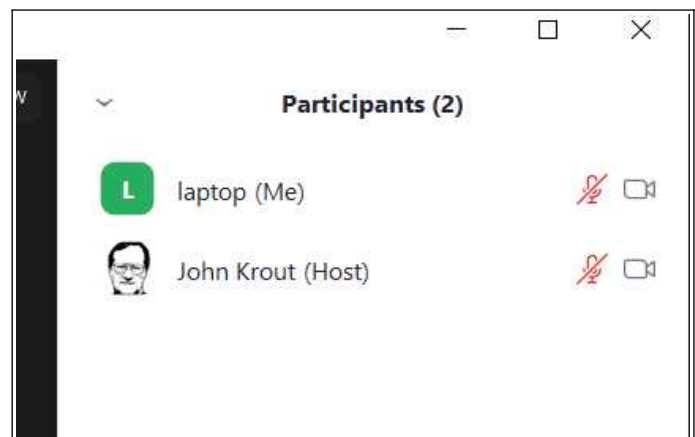 w
Participants (2)
L
laptop (Me)
John Krout (Host)